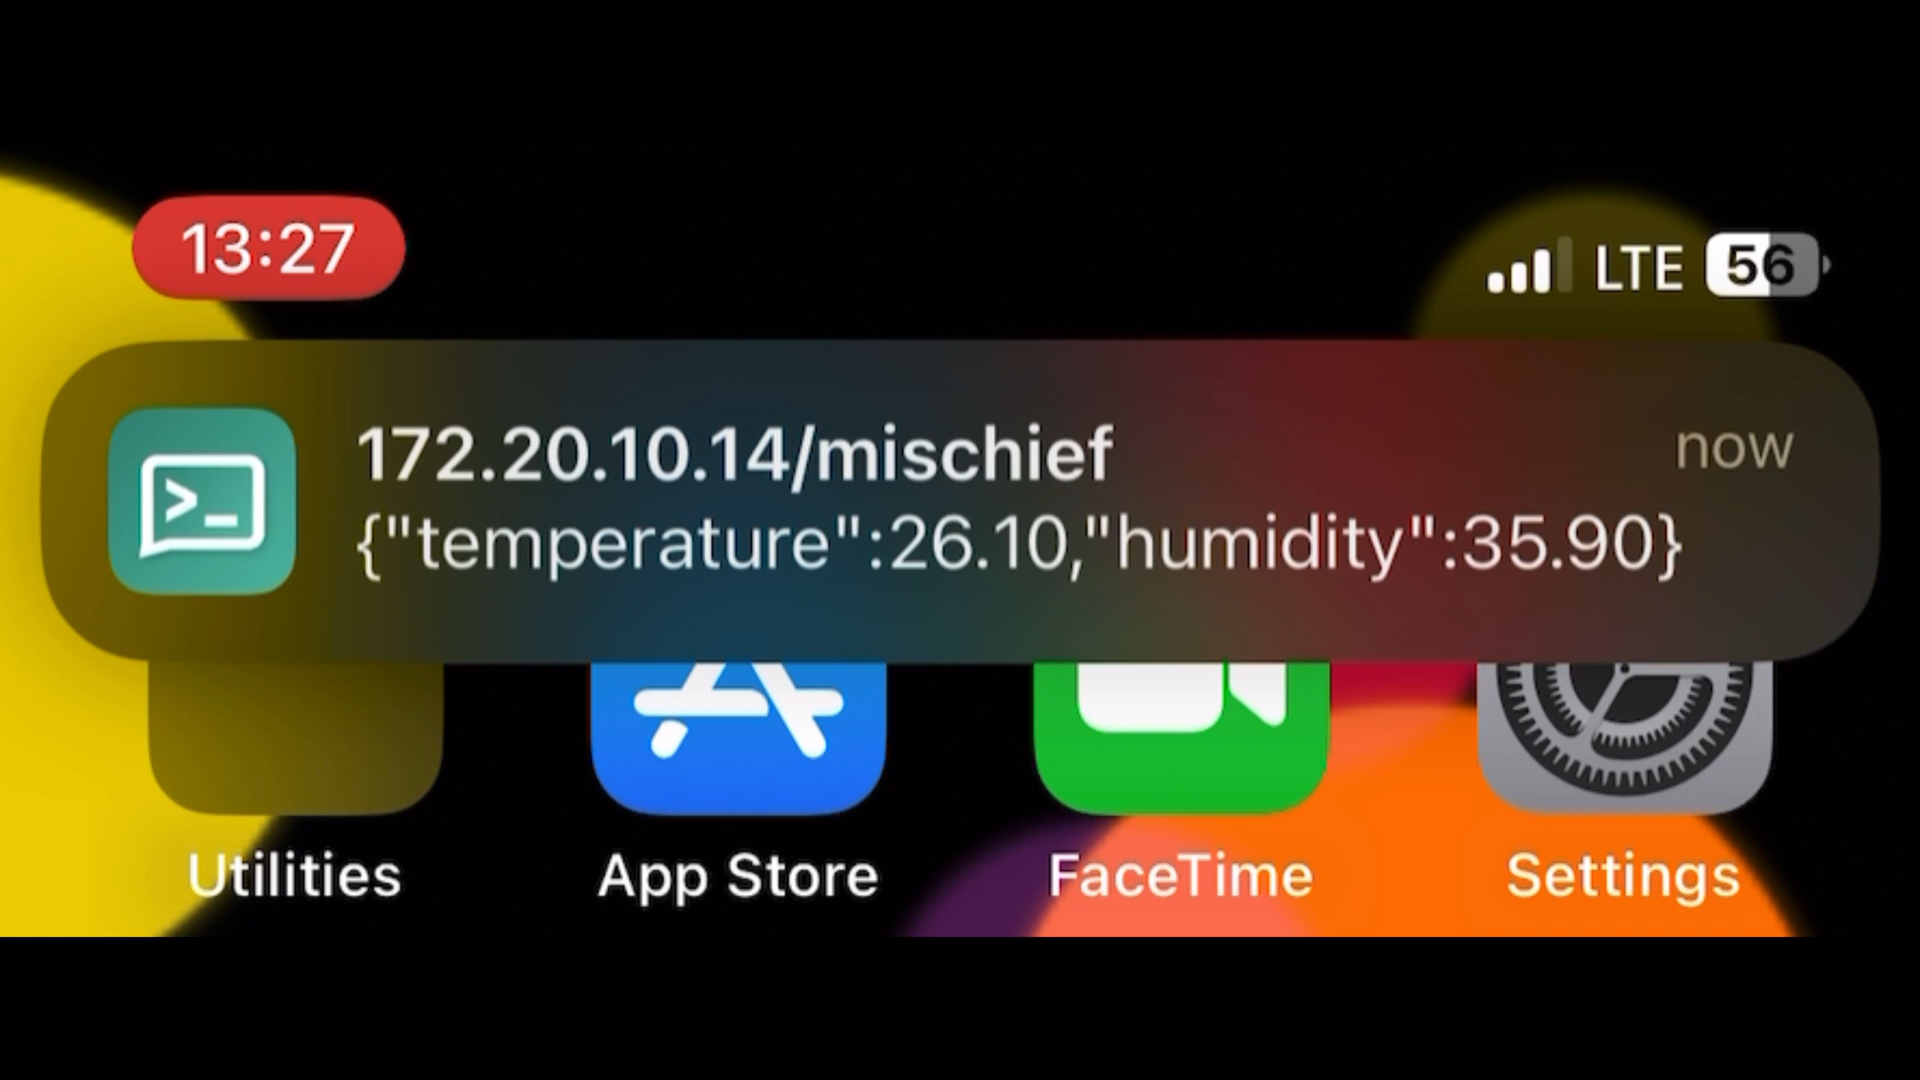 13:27
LTE 56
172.20.10.14/mischief
now
{"temperature":26.10,"humidity":35.90}
Utilities
App Store
FaceTime
Settings